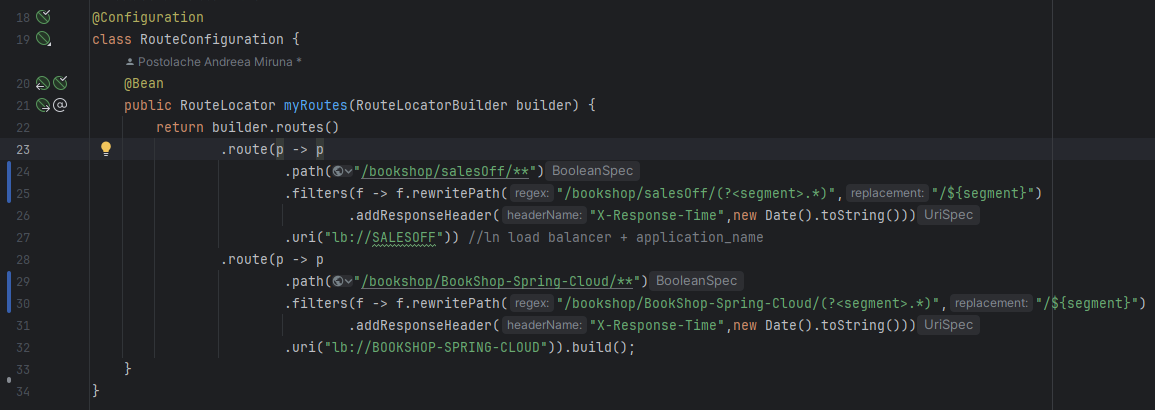 18 @Configuration
19 class RouteConfiguration {
Postolache Andreea Miruna *
20 @Bean
21 @ public RouteLocator myRoutes(RouteLocatorBuilder builder) {
22 return builder.routes()
23 .route(p -> p
24 .path("/bookshop/salesOff/**") BooleanSpec
25 .filters(f -> f.rewritePath( regex: "/bookshop/salesOff/(?<segment>.*)", replacement: "/${segment}")
26 .addResponseHeader( headerName: "X-Response-Time",new Date().toString())) UriSpec
27 .uri("lb://SALESOFF")) //ln load balancer + application_name
28 .route(p -> p
29 .path("/bookshop/BookShop-Spring-Cloud/**") BooleanSpec
30 .filters(f -> f.rewritePath( regex: "/bookshop/BookShop-Spring-Cloud/(?<segment>.*)", replacement: "/${segment}")
31 .addResponseHeader( headerName: "X-Response-Time",new Date().toString())) UriSpec
32 .uri("lb://BOOKSHOP-SPRING-CLOUD")).build();
33 }
34 }